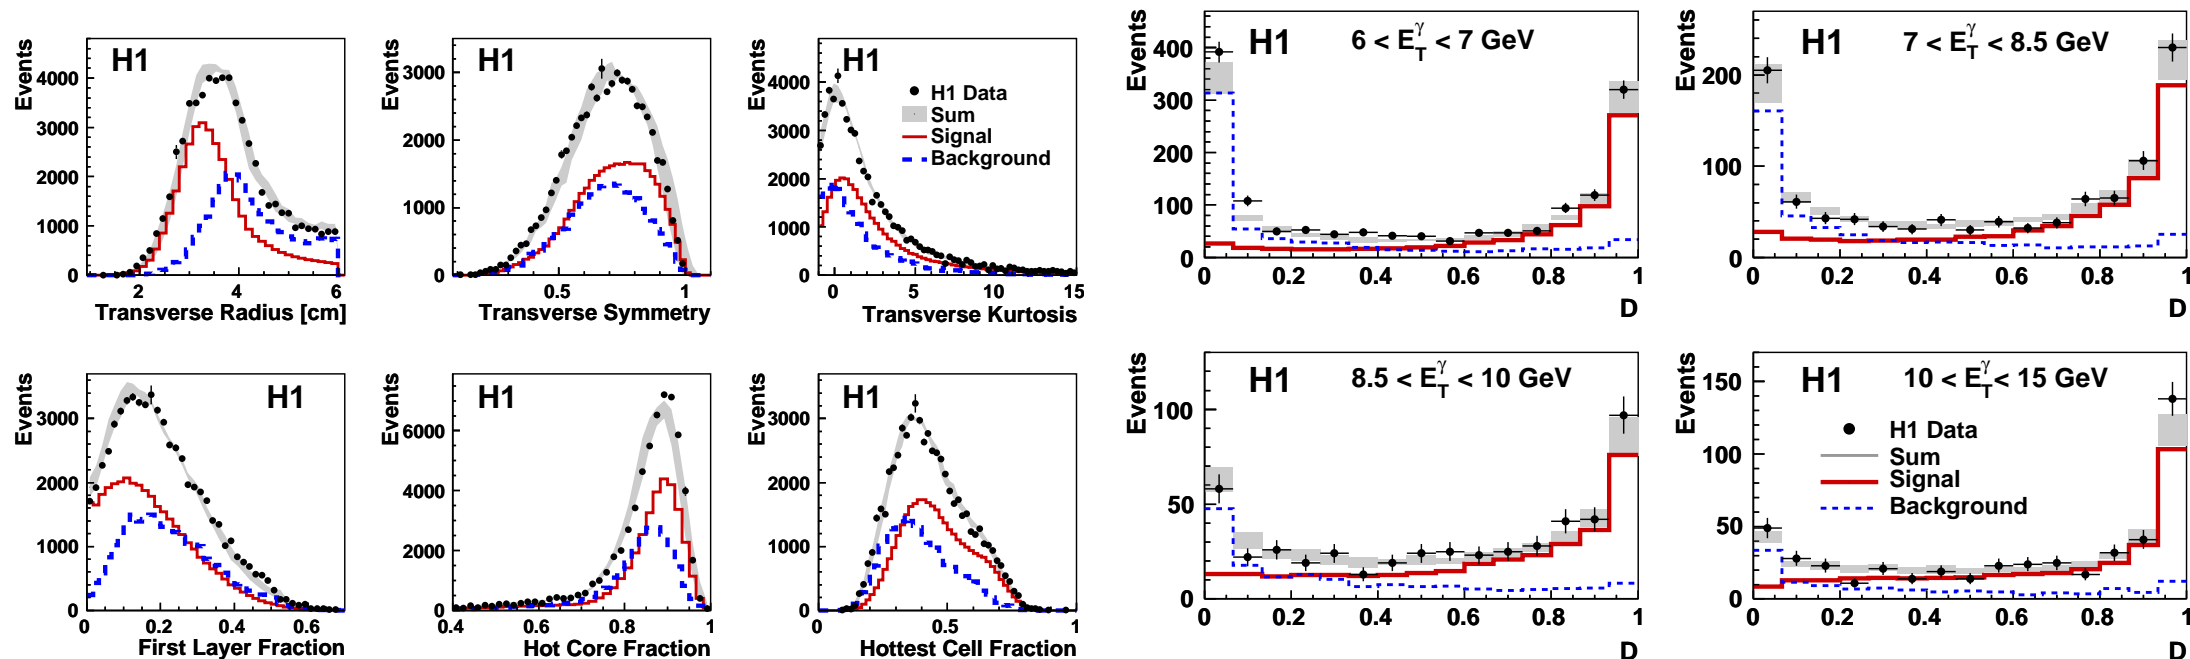 H1
Events
4000
3000
2000
1000
0
2
4
6
Transverse Radius [cm]
H1
Events
3000
2000
1000
0
0.5
1
Transverse Symmetry
H1
Events
4000
3000
2000
1000
0
H1 Data
Sum
Signal
Background
0
5
10
15
Transverse Kurtosis
H1
6 < E_T^γ < 7 GeV
Events
400
300
200
100
0
0
0.2
0.4
0.6
0.8
1
D
H1
7 < E_T^γ < 8.5 GeV
Events
200
100
0
0
0.2
0.4
0.6
0.8
1
D
H1
Events
3000
2000
1000
0
0
0.2
0.4
0.6
First Layer Fraction
H1
Events
6000
4000
2000
0
0.4
0.6
0.8
1
Hot Core Fraction
H1
Events
3000
2000
1000
0
0
0.5
1
Hottest Cell Fraction
H1
8.5 < E_T^γ < 10 GeV
Events
100
50
0
0
0.2
0.4
0.6
0.8
1
D
H1
10 < E_T^γ < 15 GeV
Events
150
100
50
0
H1 Data
Sum
Signal
Background
0
0.2
0.4
0.6
0.8
1
D